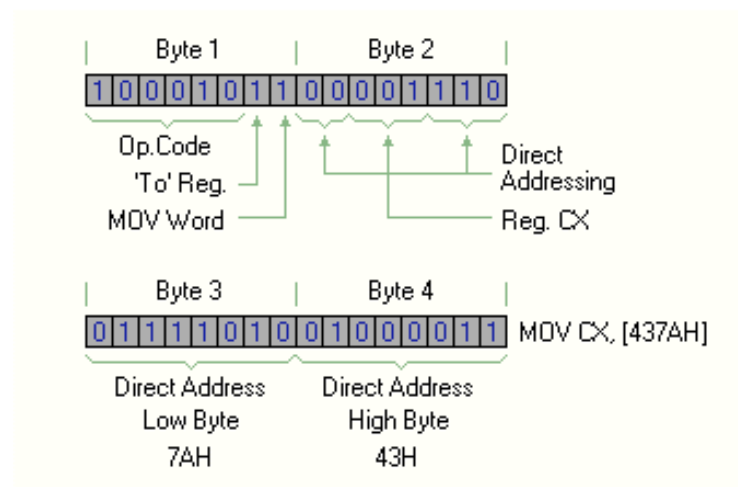 Byte 1 Byte 2
1 0 0 0 1 0 1 1 0 0 0 0 1 1 1 0
Op.Code
'To' Reg.
MOV Word
Direct
Addressing
Reg. CX
Byte 3 Byte 4
0 1 1 1 1 0 1 0 0 1 0 0 0 0 1 1 MOV CX, [437AH]
Direct Address Direct Address
Low Byte High Byte
7AH 43H